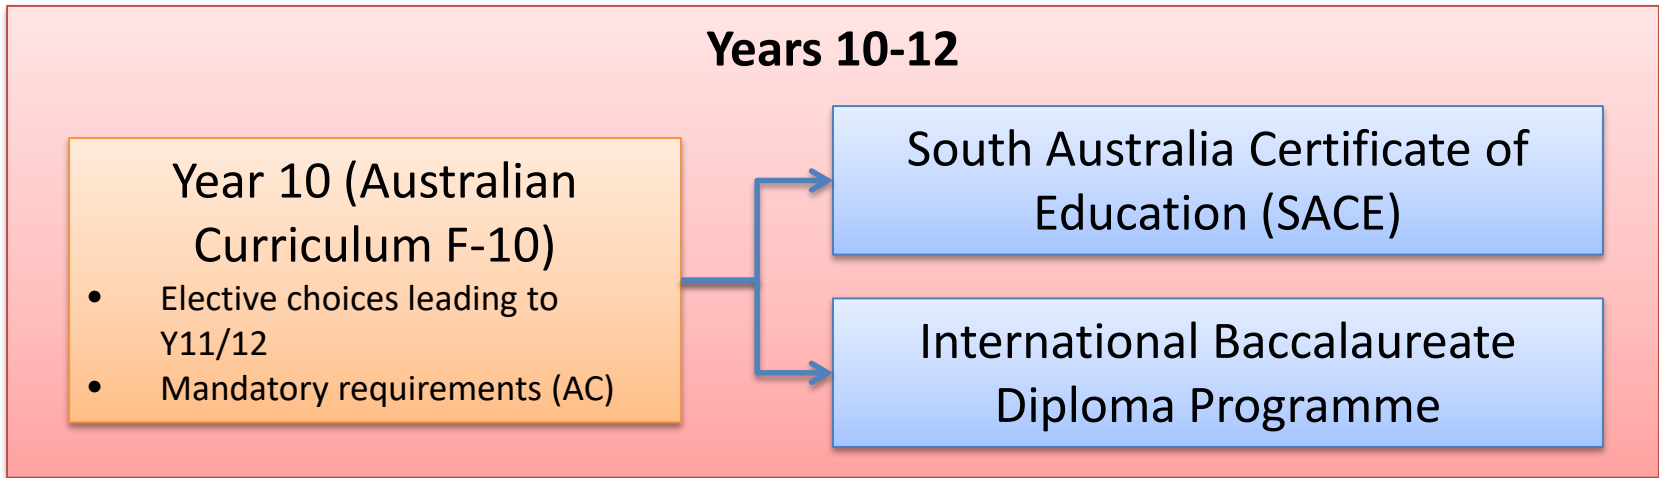 Years 10-12
Year 10 (Australian
Curriculum F-10)
• Elective choices leading to
Y11/12
• Mandatory requirements (AC)
South Australia Certificate of
Education (SACE)
International Baccalaureate
Diploma Programme